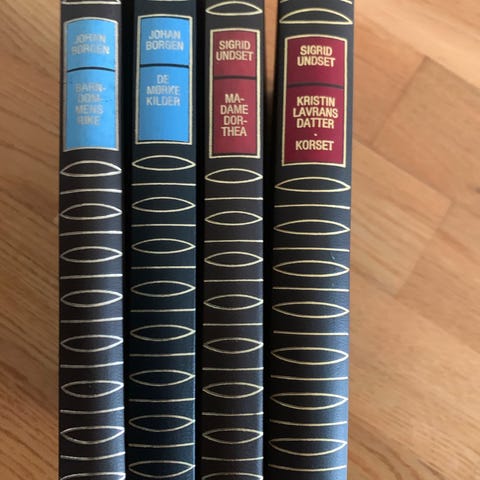 JOHAN
BORGEN
BARN-
DOM-
MENS
RIKE
JOHAN
BORGEN
DE
MØRKE
KILDER
SIGRID
UNDSET
MA-
DAME
DOR-
THEA
SIGRID
UNDSET
KRISTIN
LAVRANS
DATTER
-
KORSET